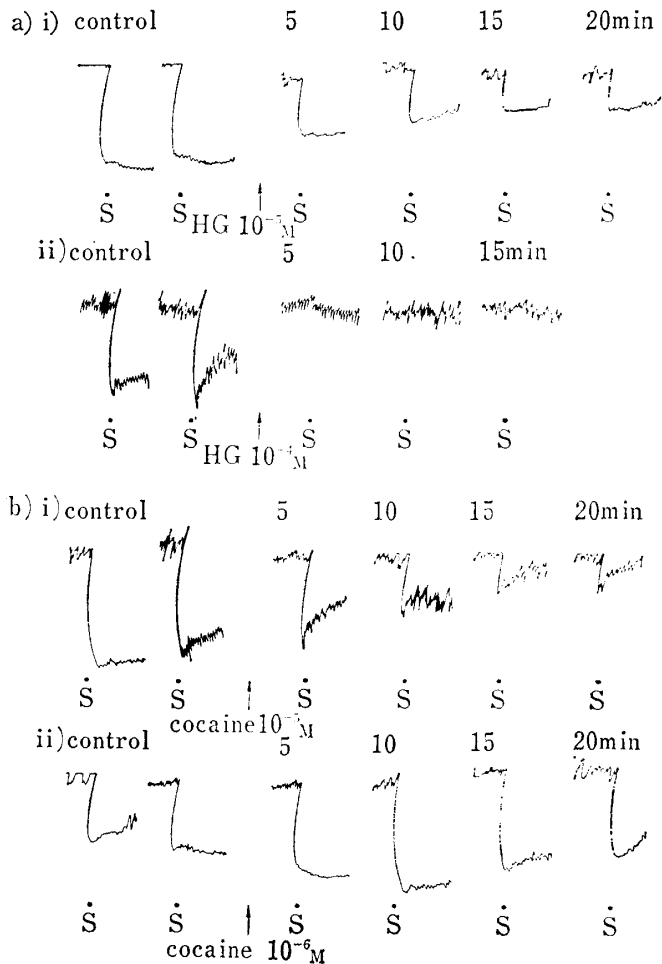 a) i) control 5 10 15 20min
S S S S S S
HG 10⁻⁵M
ii) control 5 10. 15min
S S S S S
HG 10⁻⁴M
b) i) control 5 10 15 20min
S S S S S S
cocaine 10⁻⁵M
ii) control 5 10 15 20min
S S S S S S
cocaine 10⁻⁶M